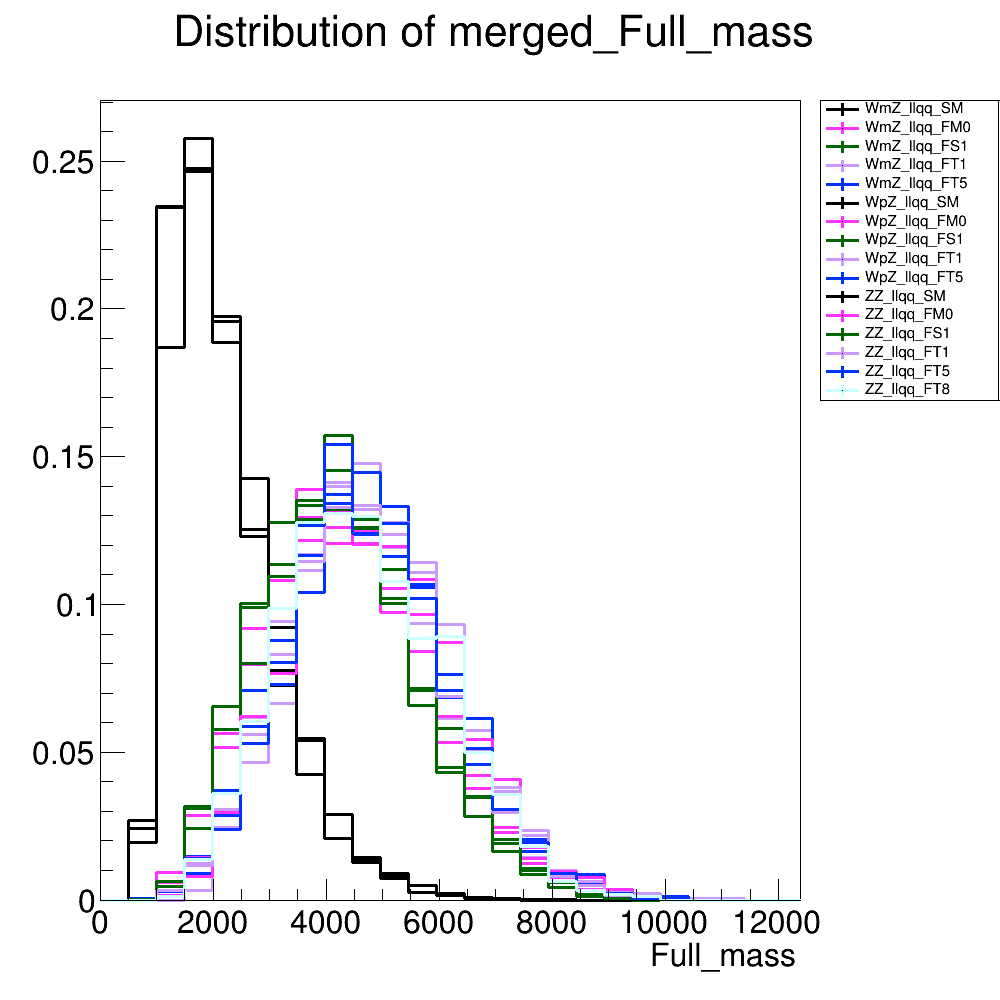 Distribution of merged_Full_mass
WmZ_llqq_SM
WmZ_llqq_FM0
WmZ_llqq_FS1
WmZ_llqq_FT1
WmZ_llqq_FT5
WpZ_llqq_SM
WpZ_llqq_FM0
WpZ_llqq_FS1
WpZ_llqq_FT1
WpZ_llqq_FT5
ZZ_llqq_SM
ZZ_llqq_FM0
ZZ_llqq_FS1
ZZ_llqq_FT1
ZZ_llqq_FT5
ZZ_llqq_FT8
0.25
0.2
0.15
0.1
0.05
0
0 2000 4000 6000 8000 10000 12000
Full_mass